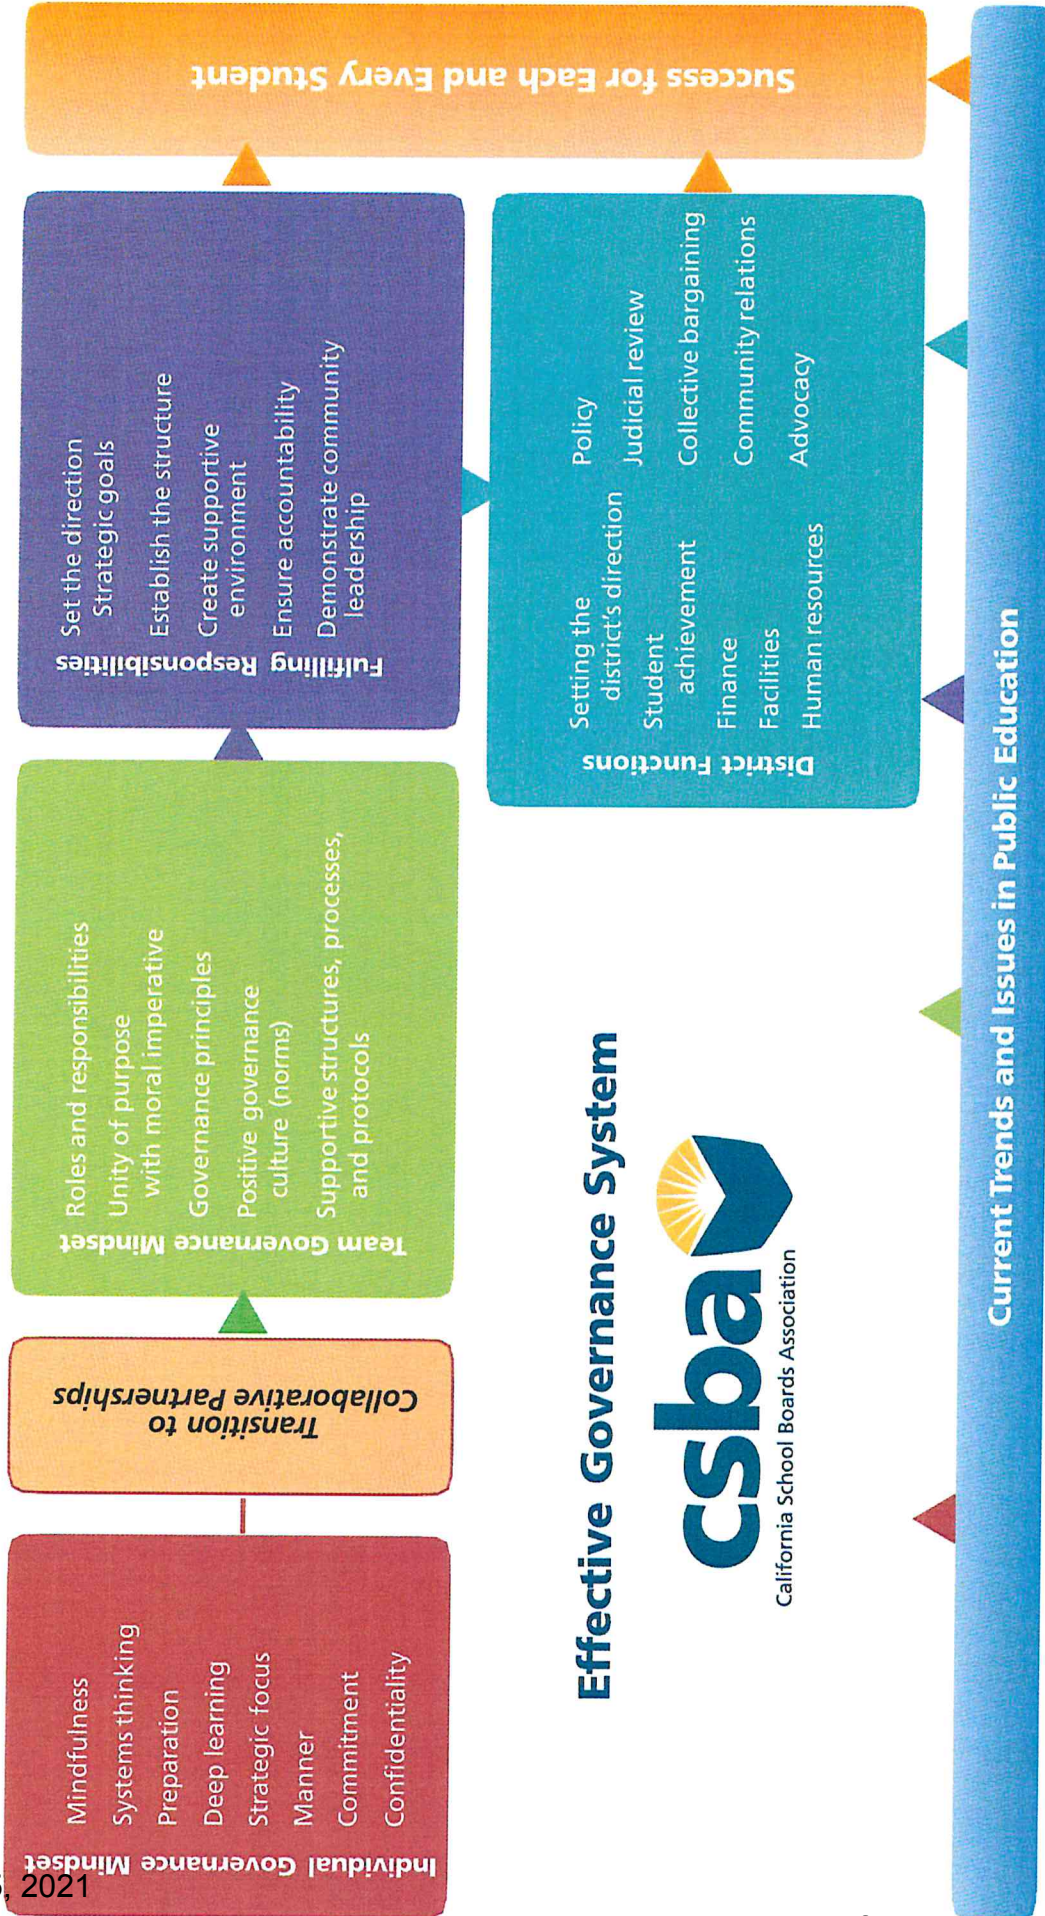 Individual Governance Mindset
Mindfulness
Systems thinking
Preparation
Deep learning
Strategic focus
Manner
Commitment
Confidentiality
Transition to
Collaborative Partnerships
Team Governance Mindset
Roles and responsibilities
Unity of purpose
with moral imperative
Governance principles
Positive governance
culture (norms)
Supportive structures, processes,
and protocols
Fulfilling Responsibilities
Set the direction
Strategic goals
Establish the structure
Create supportive
environment
Ensure accountability
Demonstrate community
leadership
Success for Each and Every Student
District Functions
Setting the
district's direction
Student
achievement
Finance
Facilities
Human resources
Policy
Judicial review
Collective bargaining
Community relations
Advocacy
Effective Governance System
csba
California School Boards Association
Current Trends and Issues in Public Education
, 2021